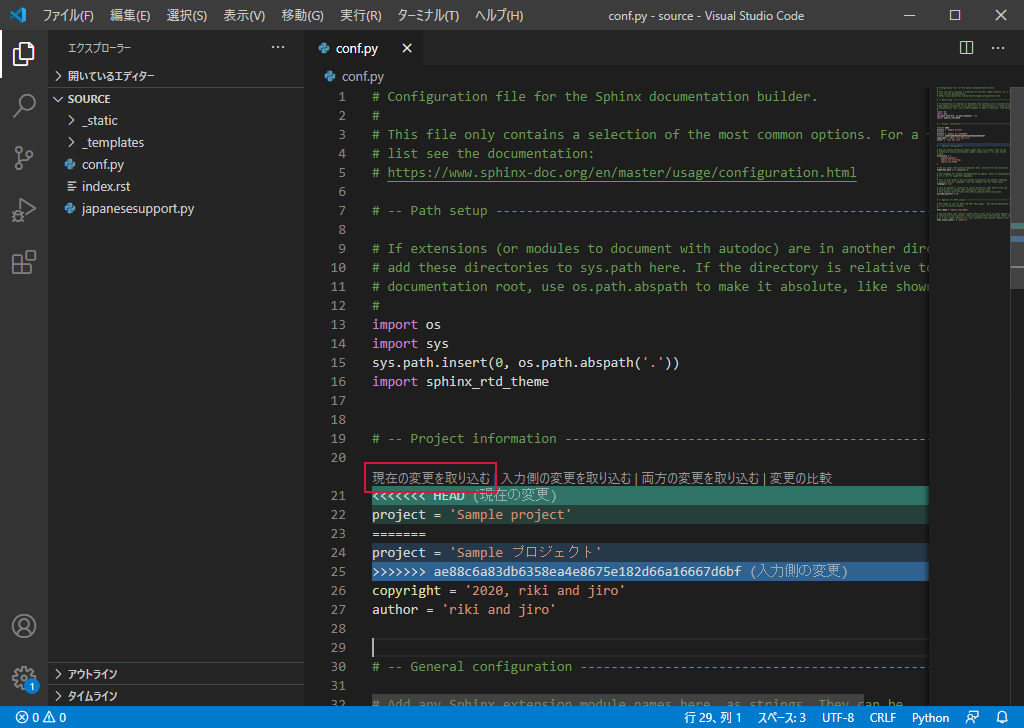 ファイル(F) 編集(E) 選択(S) 表示(V) 移動(G) 実行(R) ターミナル(T) ヘルプ(H) conf.py - source - Visual Studio Code
エクスプローラー
開いているエディター
SOURCE
_static
_templates
conf.py
index.rst
japanesesupport.py
アウトライン
タイムライン
1
conf.py
conf.py
1 # Configuration file for the Sphinx documentation builder.
2 #
3 # This file only contains a selection of the most common options. For a
4 # list see the documentation:
5 # https://www.sphinx-doc.org/en/master/usage/configuration.html
6
7 # -- Path setup --------------------------------------------------------
8
9 # If extensions (or modules to document with autodoc) are in another dire
10 # add these directories to sys.path here. If the directory is relative to
11 # documentation root, use os.path.abspath to make it absolute, like shown
12 #
13 import os
14 import sys
15 sys.path.insert(0, os.path.abspath('.'))
16 import sphinx_rtd_theme
17
18
19 # -- Project information -----------------------------------------------
20
現在の変更を取り込む | 入力側の変更を取り込む | 両方の変更を取り込む | 変更の比較
21 <<<<<<< HEAD (現在の変更)
22 project = 'Sample project'
23 =======
24 project = 'Sample プロジェクト'
25 >>>>>>> ae88c6a83db6358ea4e8675e182d66a16667d6bf (入力側の変更)
26 copyright = '2020, riki and jiro'
27 author = 'riki and jiro'
28
29
30 # -- General configuration ---------------------------------------------
31
32 # Add any Sphinx extension module names here, as strings. They can be
0 0 行 29、列 1 スペース: 3 UTF-8 CRLF Python